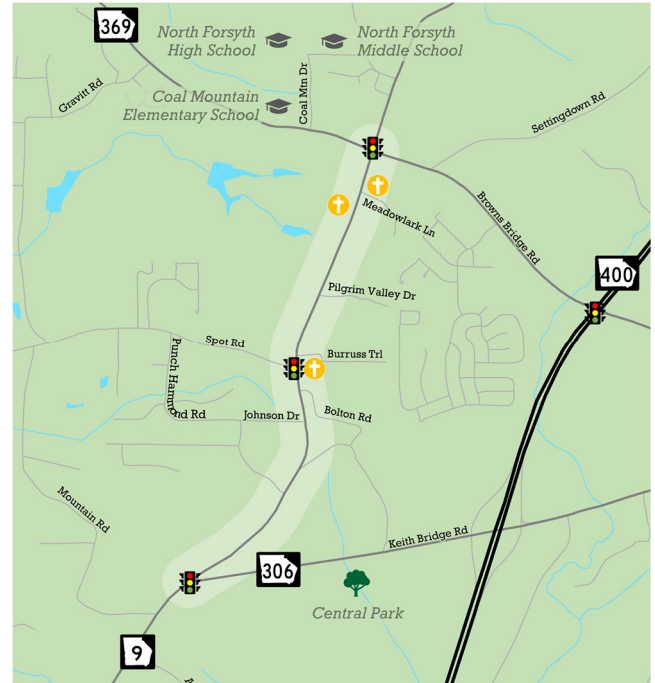 369
North Forsyth
High School
North Forsyth
Middle School
Gravitt Rd
Coal Mtn Dr
Coal Mountain
Elementary School
Settingdown Rd
Meadowlark Ln
Browns Bridge Rd
400
Pilgrim Valley Dr
Spot Rd
Burruss Trl
Punch Hammond Rd
Johnson Dr
Bolton Rd
Mountain Rd
Keith Bridge Rd
306
Central Park
9